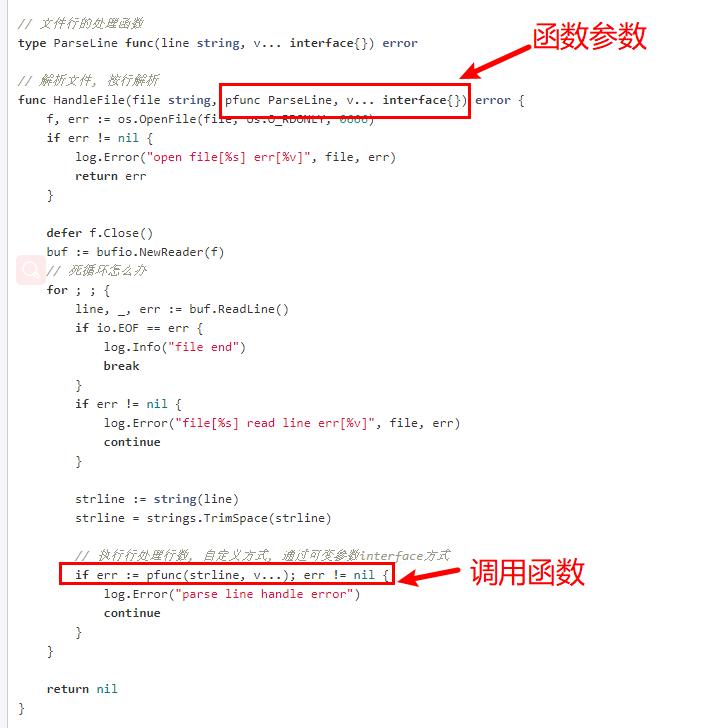 // 文件行的处理函数
type ParseLine func(line string, v... interface{}) error
函数参数
// 解析文件, 按行解析
func HandleFile(file string, pfunc ParseLine, v... interface{}) error {
f, err := os.OpenFile(file, os.O_RDONLY, 0666)
if err != nil {
log.Error("open file[%s] err[%v]", file, err)
return err
}
defer f.Close()
buf := bufio.NewReader(f)
// 死循环怎么办
for ; ; {
line, _, err := buf.ReadLine()
if io.EOF == err {
log.Info("file end")
break
}
if err != nil {
log.Error("file[%s] read line err[%v]", file, err)
continue
}
strline := string(line)
strline = strings.TrimSpace(strline)
// 执行行处理行数, 自定义方式, 通过可变参数interface方式
if err := pfunc(strline, v...); err != nil {
调用函数
log.Error("parse line handle error")
continue
}
}
return nil
}